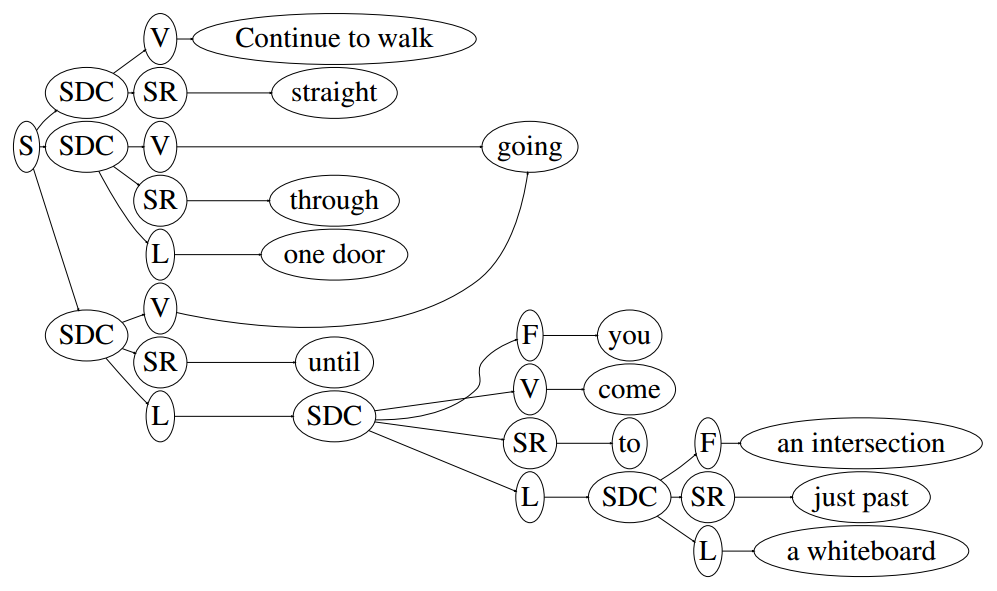 V Continue to walk
SDC SR straight
S SDC V going
SR through
L one door
V
SDC F you
SR until
V come
L SDC
SR to F an intersection
L SDC SR just past
L a whiteboard